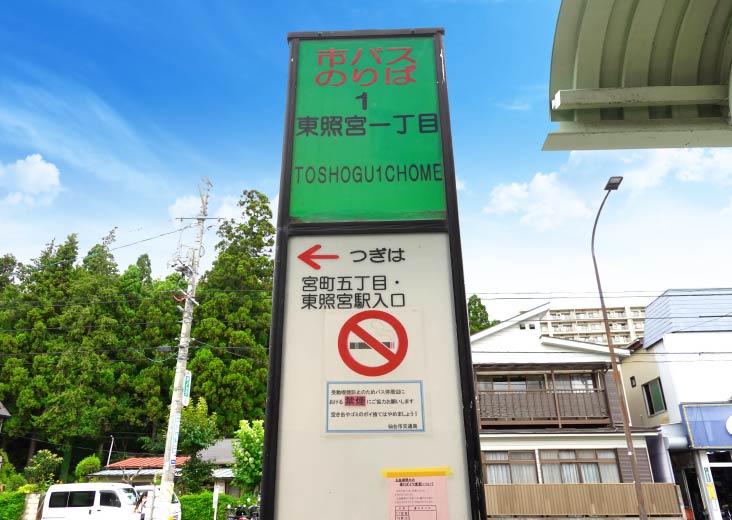 市バス
のりば
1
東照宮一丁目
TOSHOGU1CHOME
つぎは
宮町五丁目・
東照宮駅入口
受動喫煙防止のためバス停周辺に
おける禁煙にご協力お願いします
空き缶やゴミのポイ捨てはやめましょう!
仙台市交通局